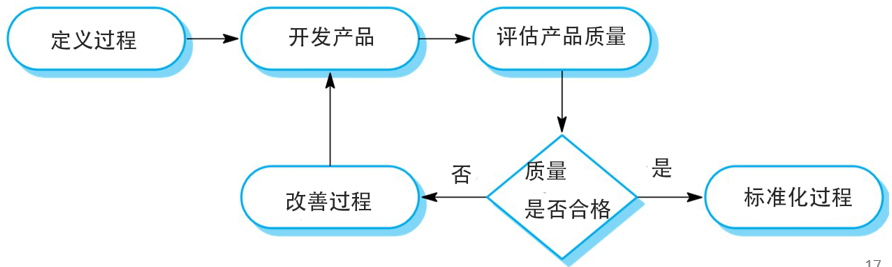 定义过程
开发产品
评估产品质量
否
质量
是否合格
是
改善过程
标准化过程
17